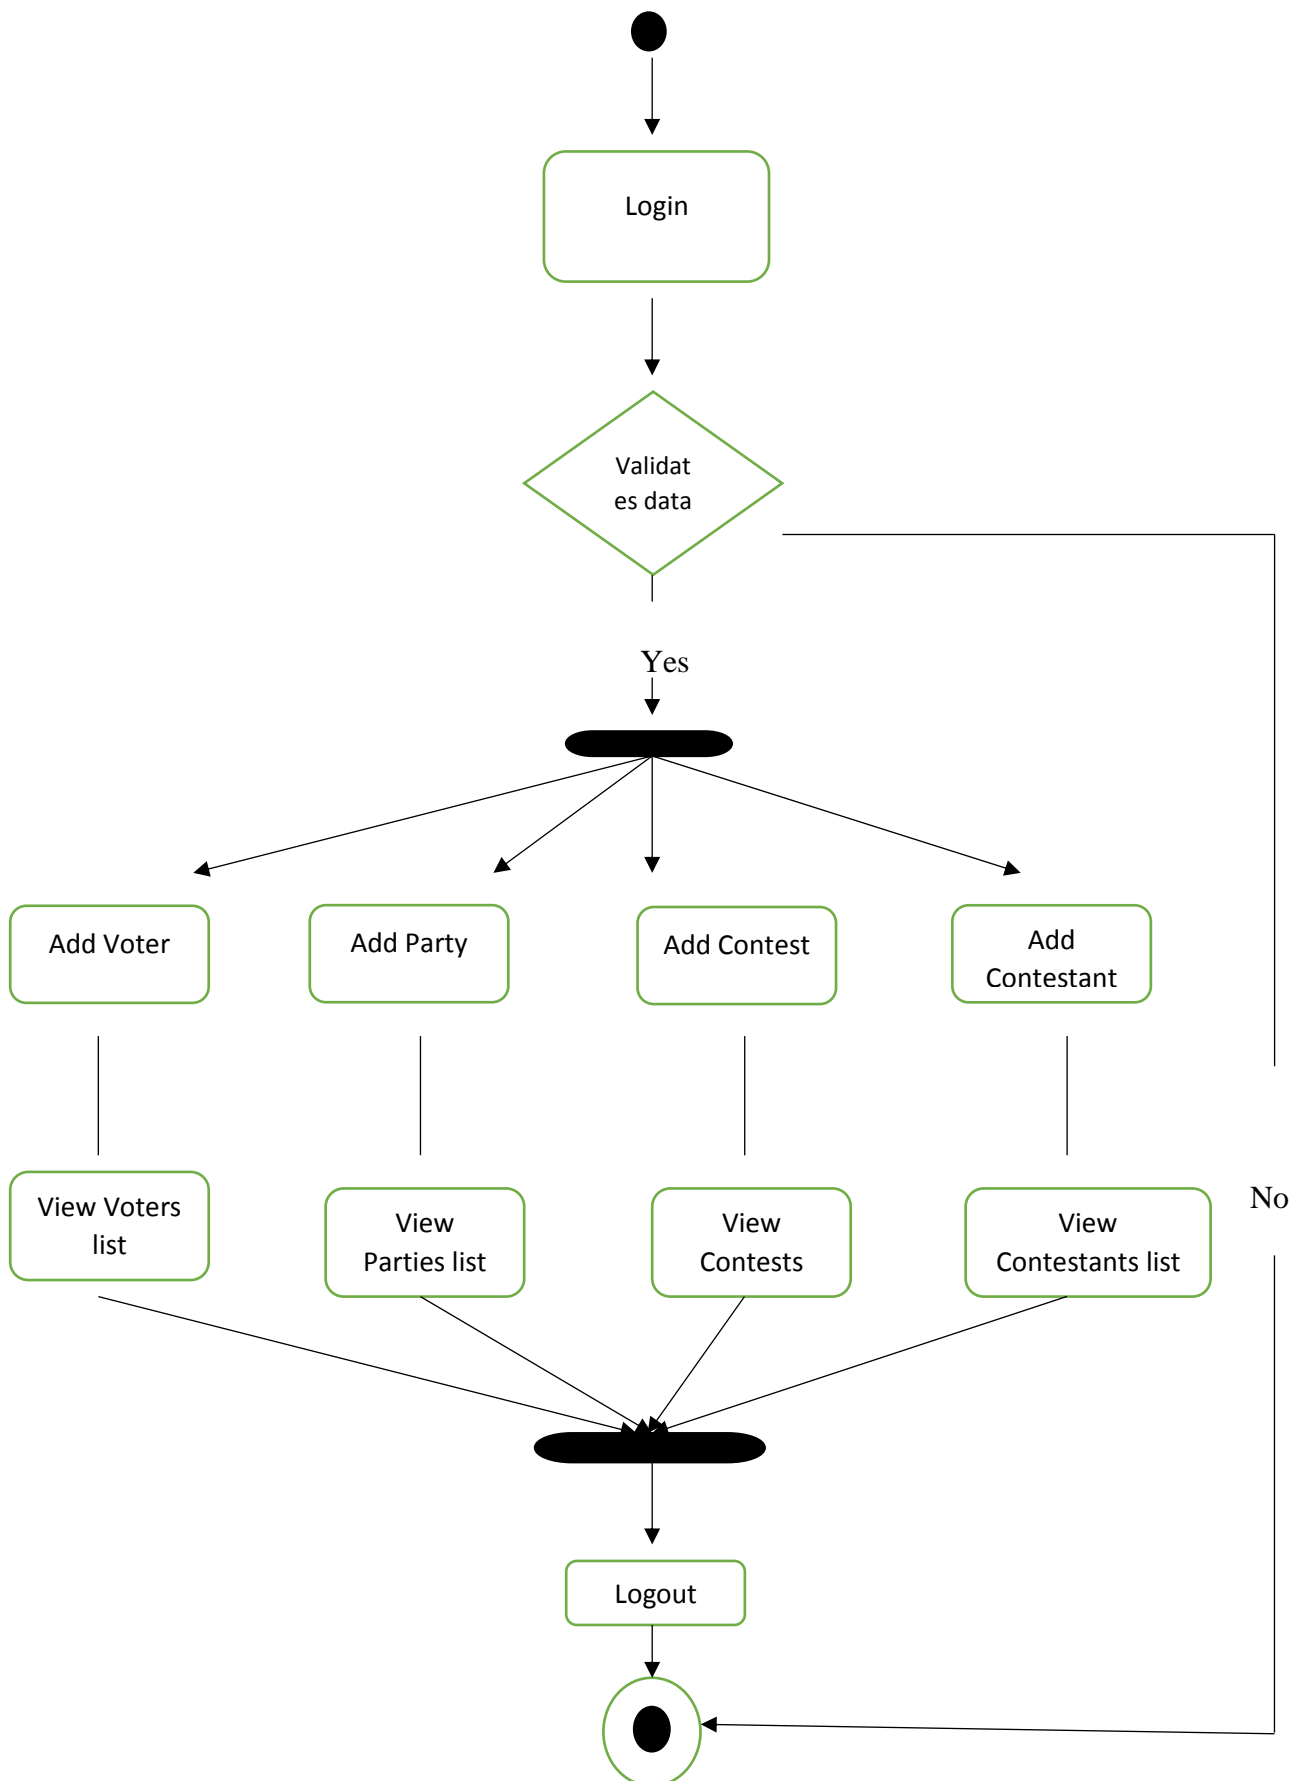 Login
Validat
es data
Yes
Add Voter
Add Party
Add Contest
Add
Contestant
View Voters
list
View
Parties list
View
Contests
View
Contestants list
No
Logout